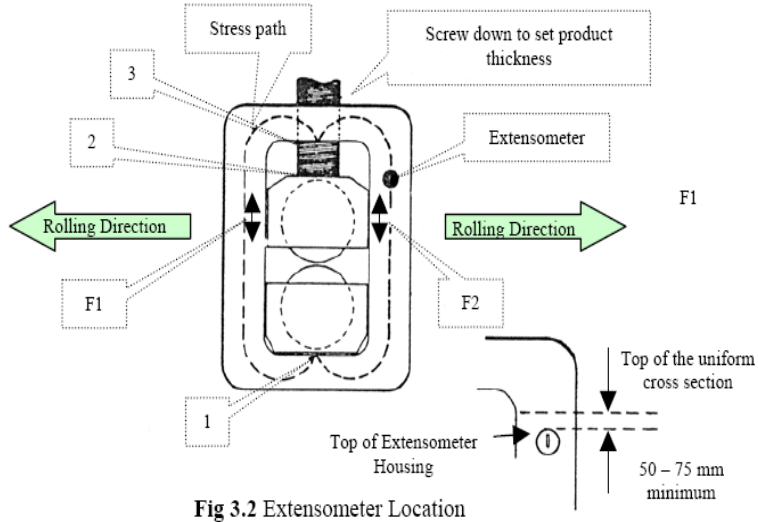 Stress path
Screw down to set product
thickness
3
2
Extensometer
F1
Rolling Direction
Rolling Direction
F1
F2
Top of the uniform
cross section
1
Top of Extensometer
Housing
50 – 75 mm
minimum
Fig 3.2 Extensometer Location